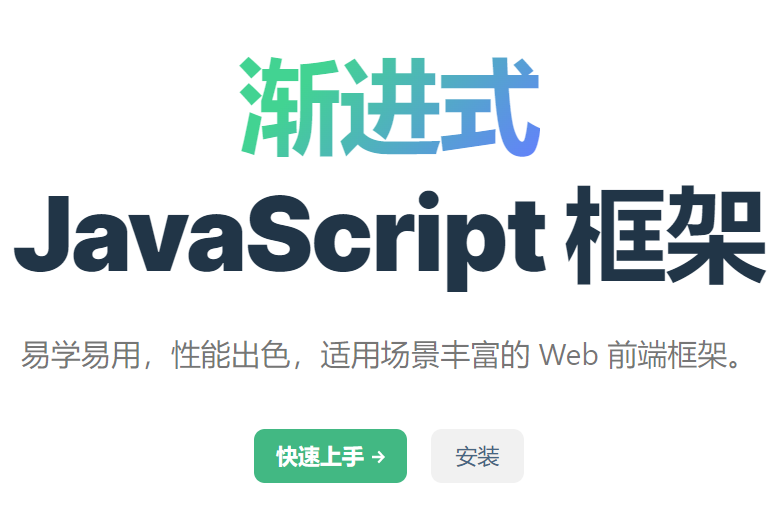 渐进式
JavaScript 框架
易学易用，性能出色，适用场景丰富的 Web 前端框架。
快速上手 →
安装